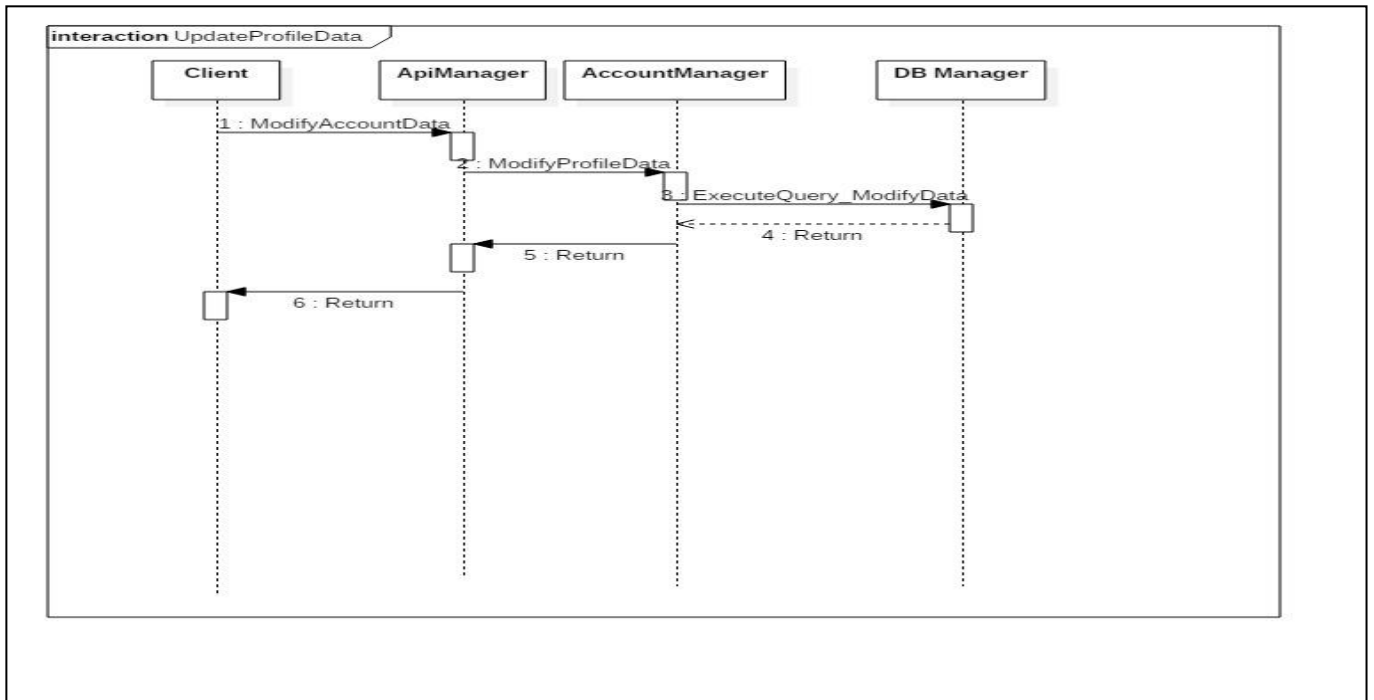 interaction UpdateProfileData
Client
ApiManager
AccountManager
DB Manager
1 : ModifyAccountData
2 : ModifyProfileData
3 : ExecuteQuery_ModifyData
4 : Return
5 : Return
6 : Return